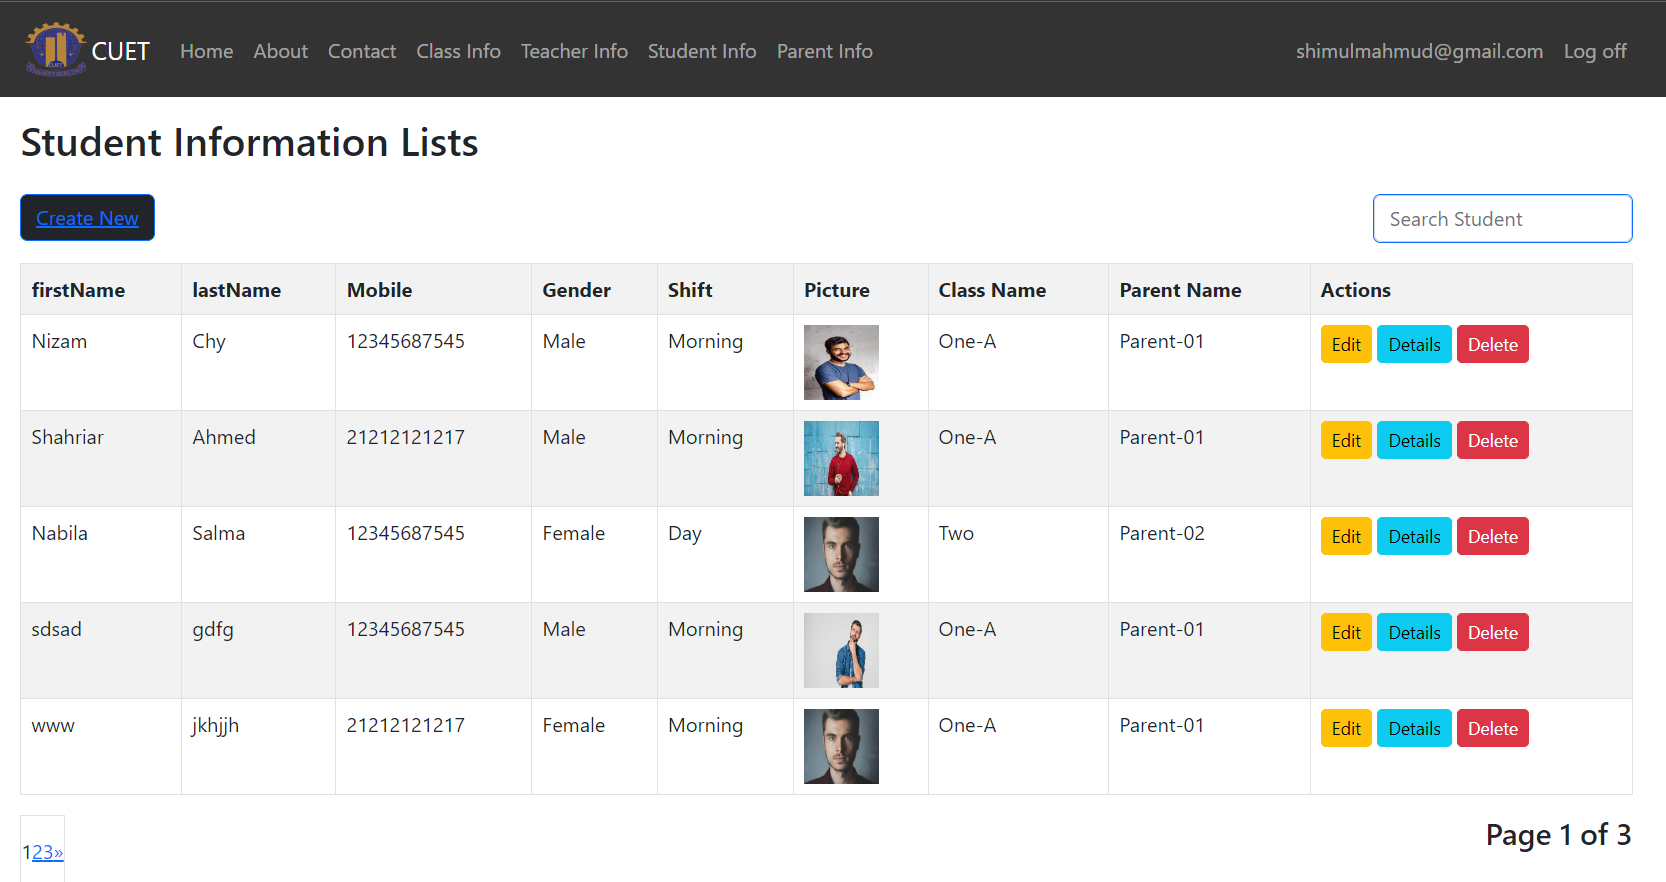 CUET Home About Contact Class Info Teacher Info Student Info Parent Info shimulmahmud@gmail.com Log off
Student Information Lists
Create New
Search Student
firstName lastName Mobile Gender Shift Picture Class Name Parent Name Actions
Nizam Chy 12345687545 Male Morning One-A Parent-01 Edit Details Delete
Shahriar Ahmed 21212121217 Male Morning One-A Parent-01 Edit Details Delete
Nabila Salma 12345687545 Female Day Two Parent-02 Edit Details Delete
sdsad gdfg 12345687545 Male Morning One-A Parent-01 Edit Details Delete
www jkhjjh 21212121217 Female Morning One-A Parent-01 Edit Details Delete
Page 1 of 3
123»